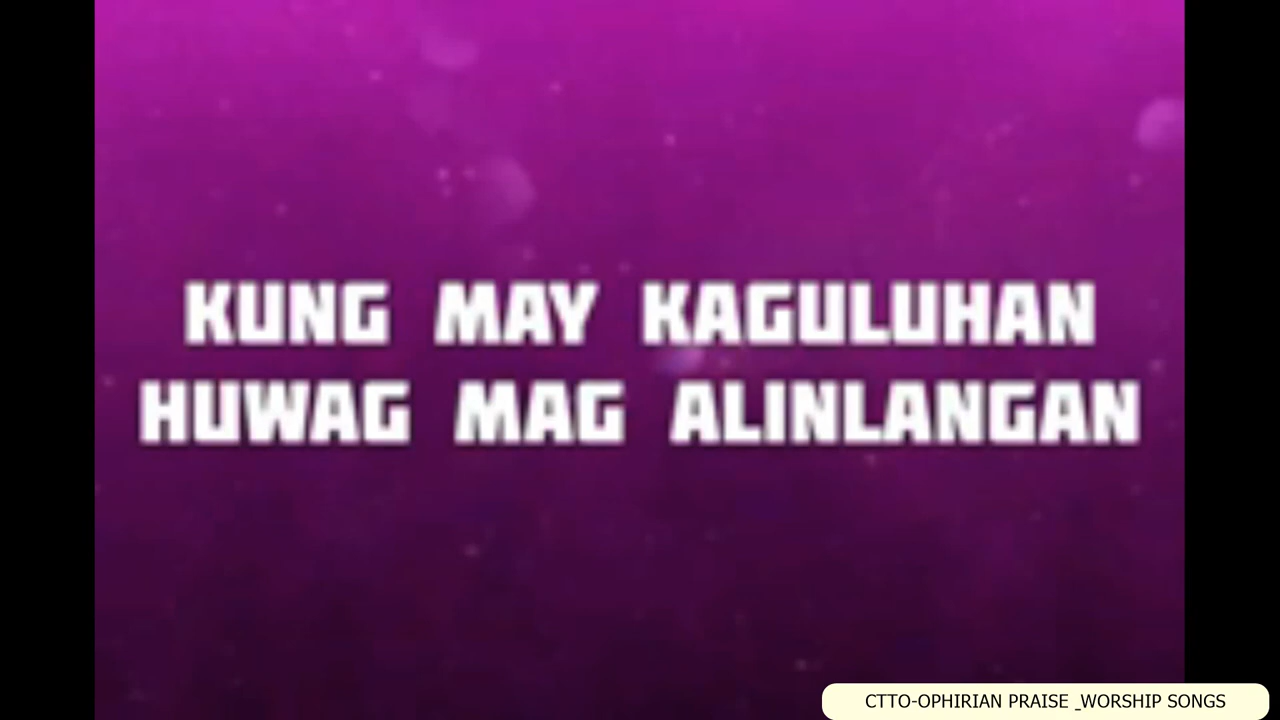 KUNG MAY KAGULUHAN
HUWAG MAG ALINLANGAN
CTTO-OPHIRIAN PRAISE _WORSHIP SONGS